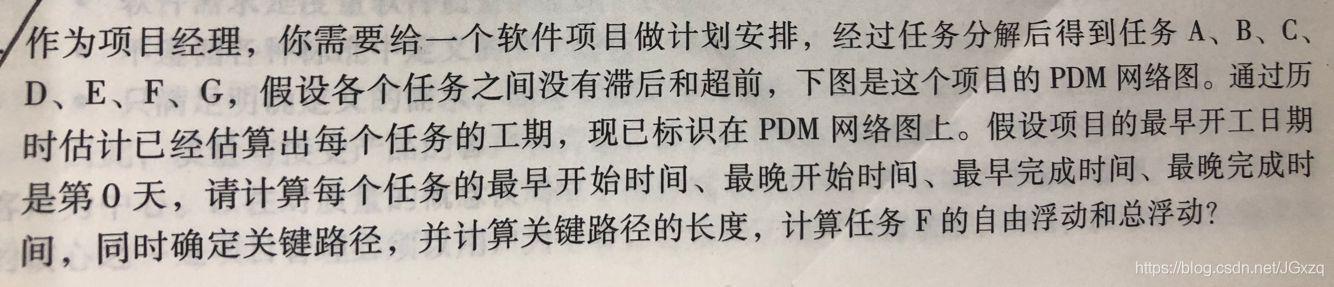 作为项目经理，你需要给一个软件项目做计划安排，经过任务分解后得到任务 A、B、C、
D、E、F、G，假设各个任务之间没有滞后和超前，下图是这个项目的 PDM 网络图。通过历
时估计已经估算出每个任务的工期，现已标识在 PDM 网络图上。假设项目的最早开工日期
是第 0 天，请计算每个任务的最早开始时间、最晚开始时间、最早完成时间、最晚完成时
间，同时确定关键路径，并计算关键路径的长度，计算任务 F 的自由浮动和总浮动？
https://blog.csdn.net/JGxzq